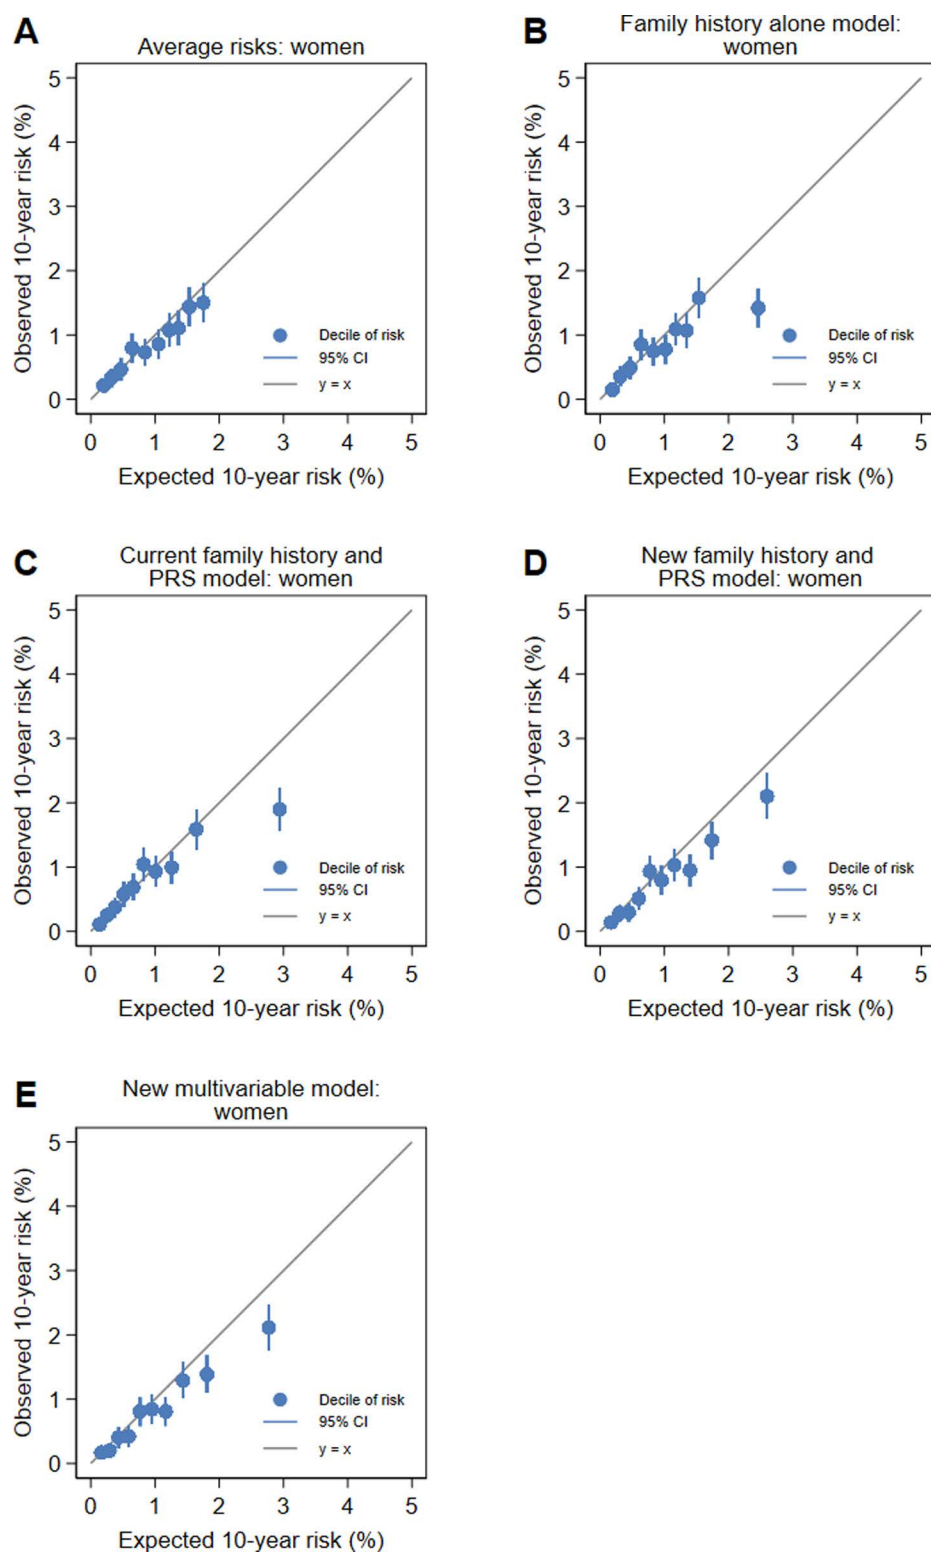 A
Average risks: women
Observed 10-year risk (%)
5
4
3
2
1
0
Decile of risk
95% CI
y = x
0 1 2 3 4 5
Expected 10-year risk (%)
B
Family history alone model:
women
Observed 10-year risk (%)
5
4
3
2
1
0
Decile of risk
95% CI
y = x
0 1 2 3 4 5
Expected 10-year risk (%)
C
Current family history and
PRS model: women
Observed 10-year risk (%)
5
4
3
2
1
0
Decile of risk
95% CI
y = x
0 1 2 3 4 5
Expected 10-year risk (%)
D
New family history and
PRS model: women
Observed 10-year risk (%)
5
4
3
2
1
0
Decile of risk
95% CI
y = x
0 1 2 3 4 5
Expected 10-year risk (%)
E
New multivariable model:
women
Observed 10-year risk (%)
5
4
3
2
1
0
Decile of risk
95% CI
y = x
0 1 2 3 4 5
Expected 10-year risk (%)